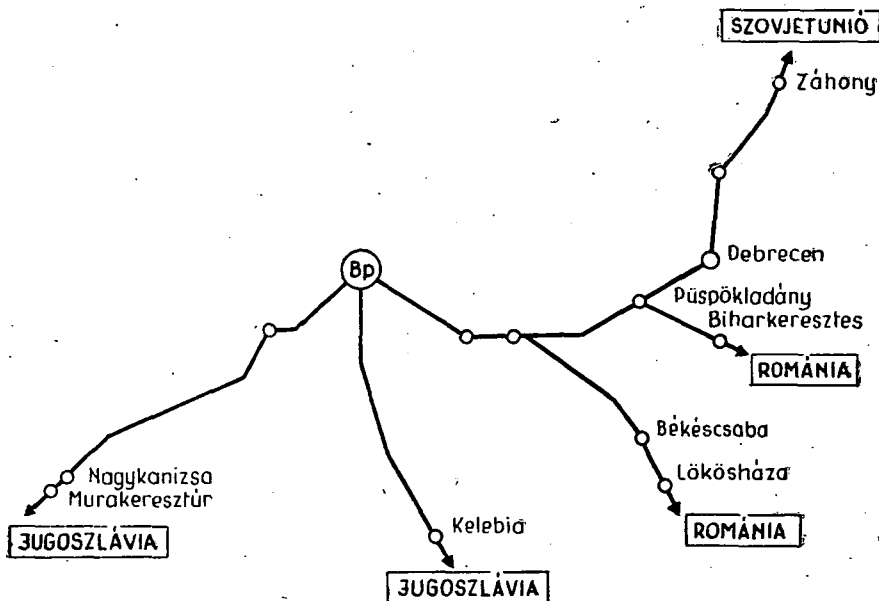 SZOVJETUNIÓ
Záhony
Debrecen
Bp
Püspökladány
Biharkeresztes
ROMÁNIA
Békéscsaba
Nagykanizsa
Murakeresztúr
Lökösháza
Kelebia
ROMÁNIA
JUGOSZLÁVIA
JUGOSZLÁVIA